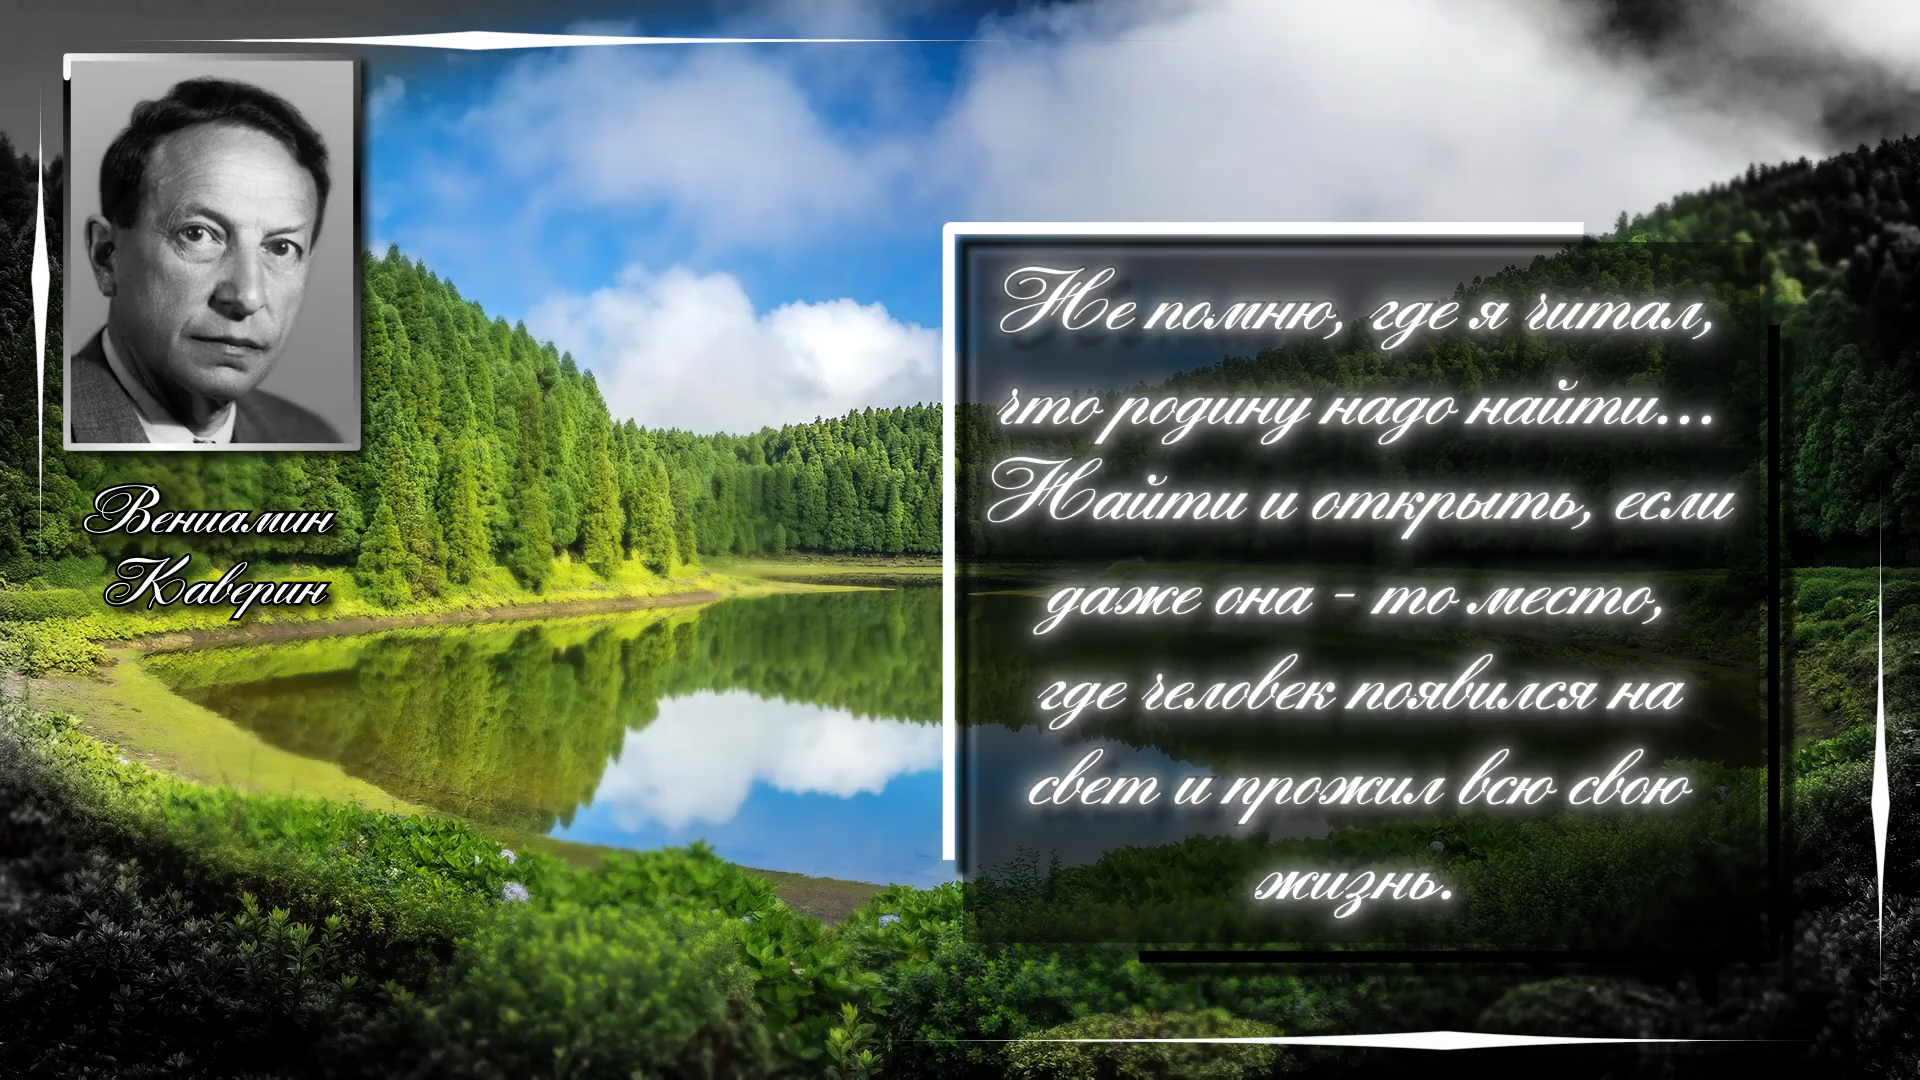 Вениамин
Каверин
Не помню, где я читал,
что родину надо найти...
Найти и открыть, если
даже она - то место,
где человек появился на
свет и прожил всю свою
жизнь.